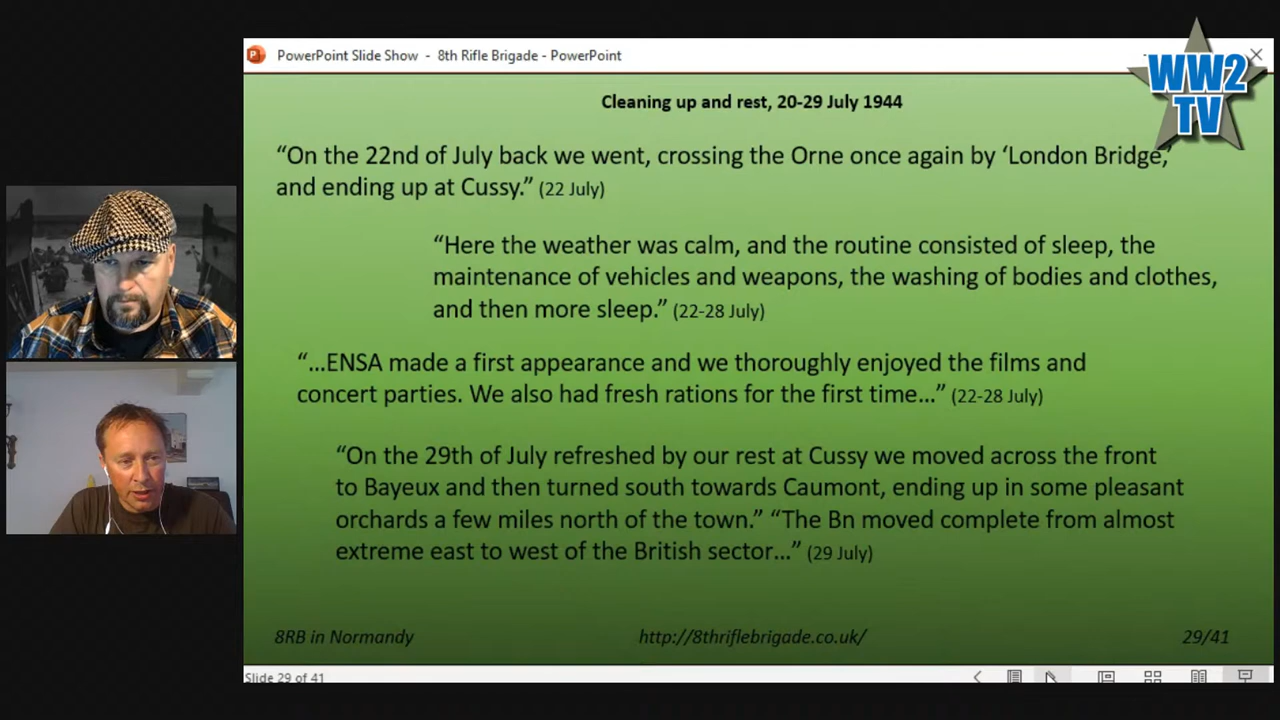 PowerPoint Slide Show - 8th Rifle Brigade - PowerPoint
WW2
TV
Cleaning up and rest, 20-29 July 1944
“On the 22nd of July back we went, crossing the Orne once again by ‘London Bridge,’
and ending up at Cussy.” (22 July)
“Here the weather was calm, and the routine consisted of sleep, the
maintenance of vehicles and weapons, the washing of bodies and clothes,
and then more sleep.” (22-28 July)
“…ENSA made a first appearance and we thoroughly enjoyed the films and
concert parties. We also had fresh rations for the first time…” (22-28 July)
“On the 29th of July refreshed by our rest at Cussy we moved across the front
to Bayeux and then turned south towards Caumont, ending up in some pleasant
orchards a few miles north of the town.” “The Bn moved complete from almost
extreme east to west of the British sector…” (29 July)
8RB in Normandy
http://8thriflebrigade.co.uk/
29/41
Slide 29 of 41